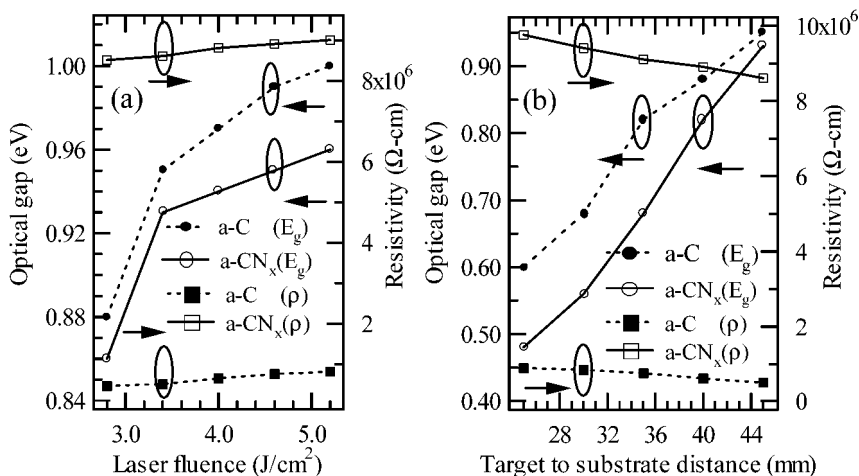 Optical gap (eV)
1.00
0.96
0.92
0.88
0.84
(a)
a-C (E_g)
a-CN_x(E_g)
a-C (ρ)
a-CN_x(ρ)
8x10^6
6
4
2
Resistivity (Ω-cm)
3.0 4.0 5.0
Laser fluence (J/cm^2)
Optical gap (eV)
0.90
0.80
0.70
0.60
0.50
0.40
(b)
a-C (E_g)
a-CN_x(E_g)
a-C (ρ)
a-CN_x(ρ)
10x10^6
8
6
4
2
0
Resistivity (Ω-cm)
28 32 36 40 44
Target to substrate distance (mm)